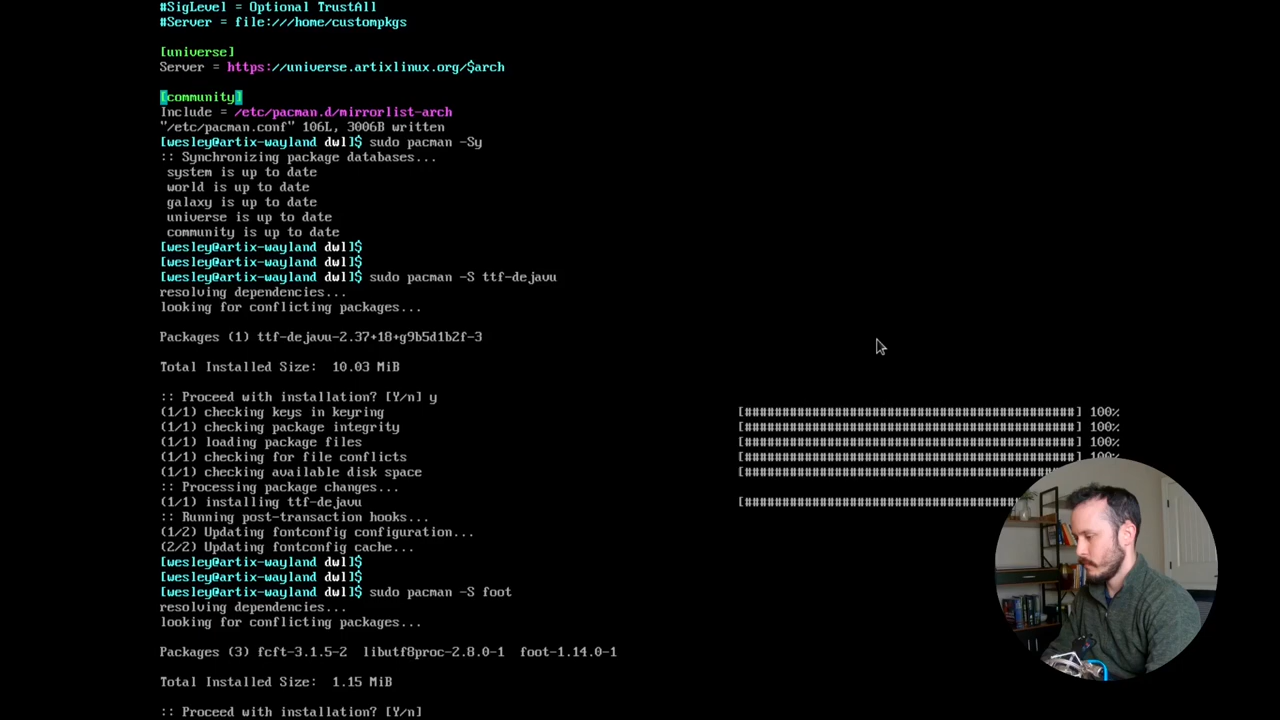 #SigLevel = Optional TrustAll
#Server = file:///home/custompkgs
[universe]
Server = https://universe.artixlinux.org/$arch
[community]
Include = /etc/pacman.d/mirrorlist-arch
"/etc/pacman.conf" 106L, 3006B written
[wesley@artix-wayland dwl]$ sudo pacman -Sy
:: Synchronizing package databases...
system is up to date
world is up to date
galaxy is up to date
universe is up to date
community is up to date
[wesley@artix-wayland dwl]$
[wesley@artix-wayland dwl]$
[wesley@artix-wayland dwl]$ sudo pacman -S ttf-dejavu
resolving dependencies...
looking for conflicting packages...
Packages (1) ttf-dejavu-2.37+18+g9b5d1b2f-3
Total Installed Size:  10.03 MiB
:: Proceed with installation? [Y/n] y
(1/1) checking keys in keyring [############################################] 100%
(1/1) checking package integrity [############################################] 100%
(1/1) loading package files [############################################] 100%
(1/1) checking for file conflicts [############################################] 100%
(1/1) checking available disk space [##########################################
:: Processing package changes...
(1/1) installing ttf-dejavu [#####################################
:: Running post-transaction hooks...
(1/2) Updating fontconfig configuration...
(2/2) Updating fontconfig cache...
[wesley@artix-wayland dwl]$
[wesley@artix-wayland dwl]$
[wesley@artix-wayland dwl]$ sudo pacman -S foot
resolving dependencies...
looking for conflicting packages...
Packages (3) fcft-3.1.5-2  libutf8proc-2.8.0-1  foot-1.14.0-1
Total Installed Size:  1.15 MiB
:: Proceed with installation? [Y/n]